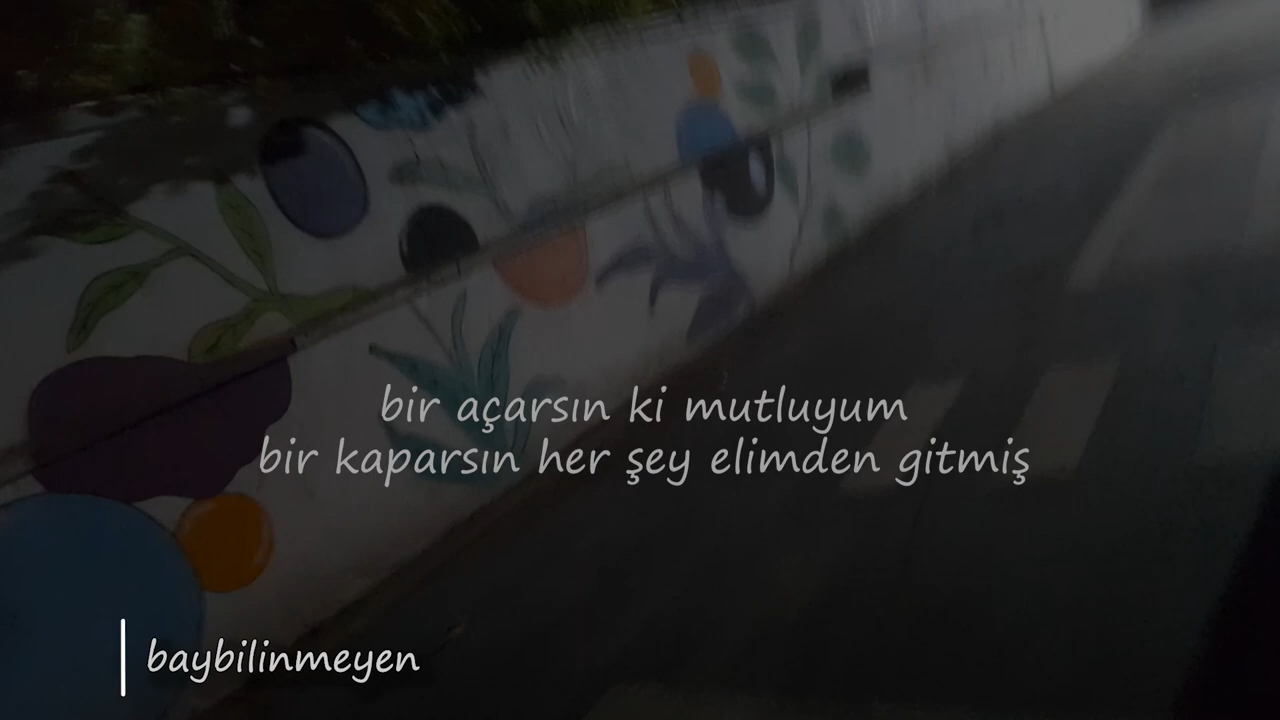 bir açarsın ki mutluyum
bir kaparsın her şey elimden gitmiş
baybilinmeyen